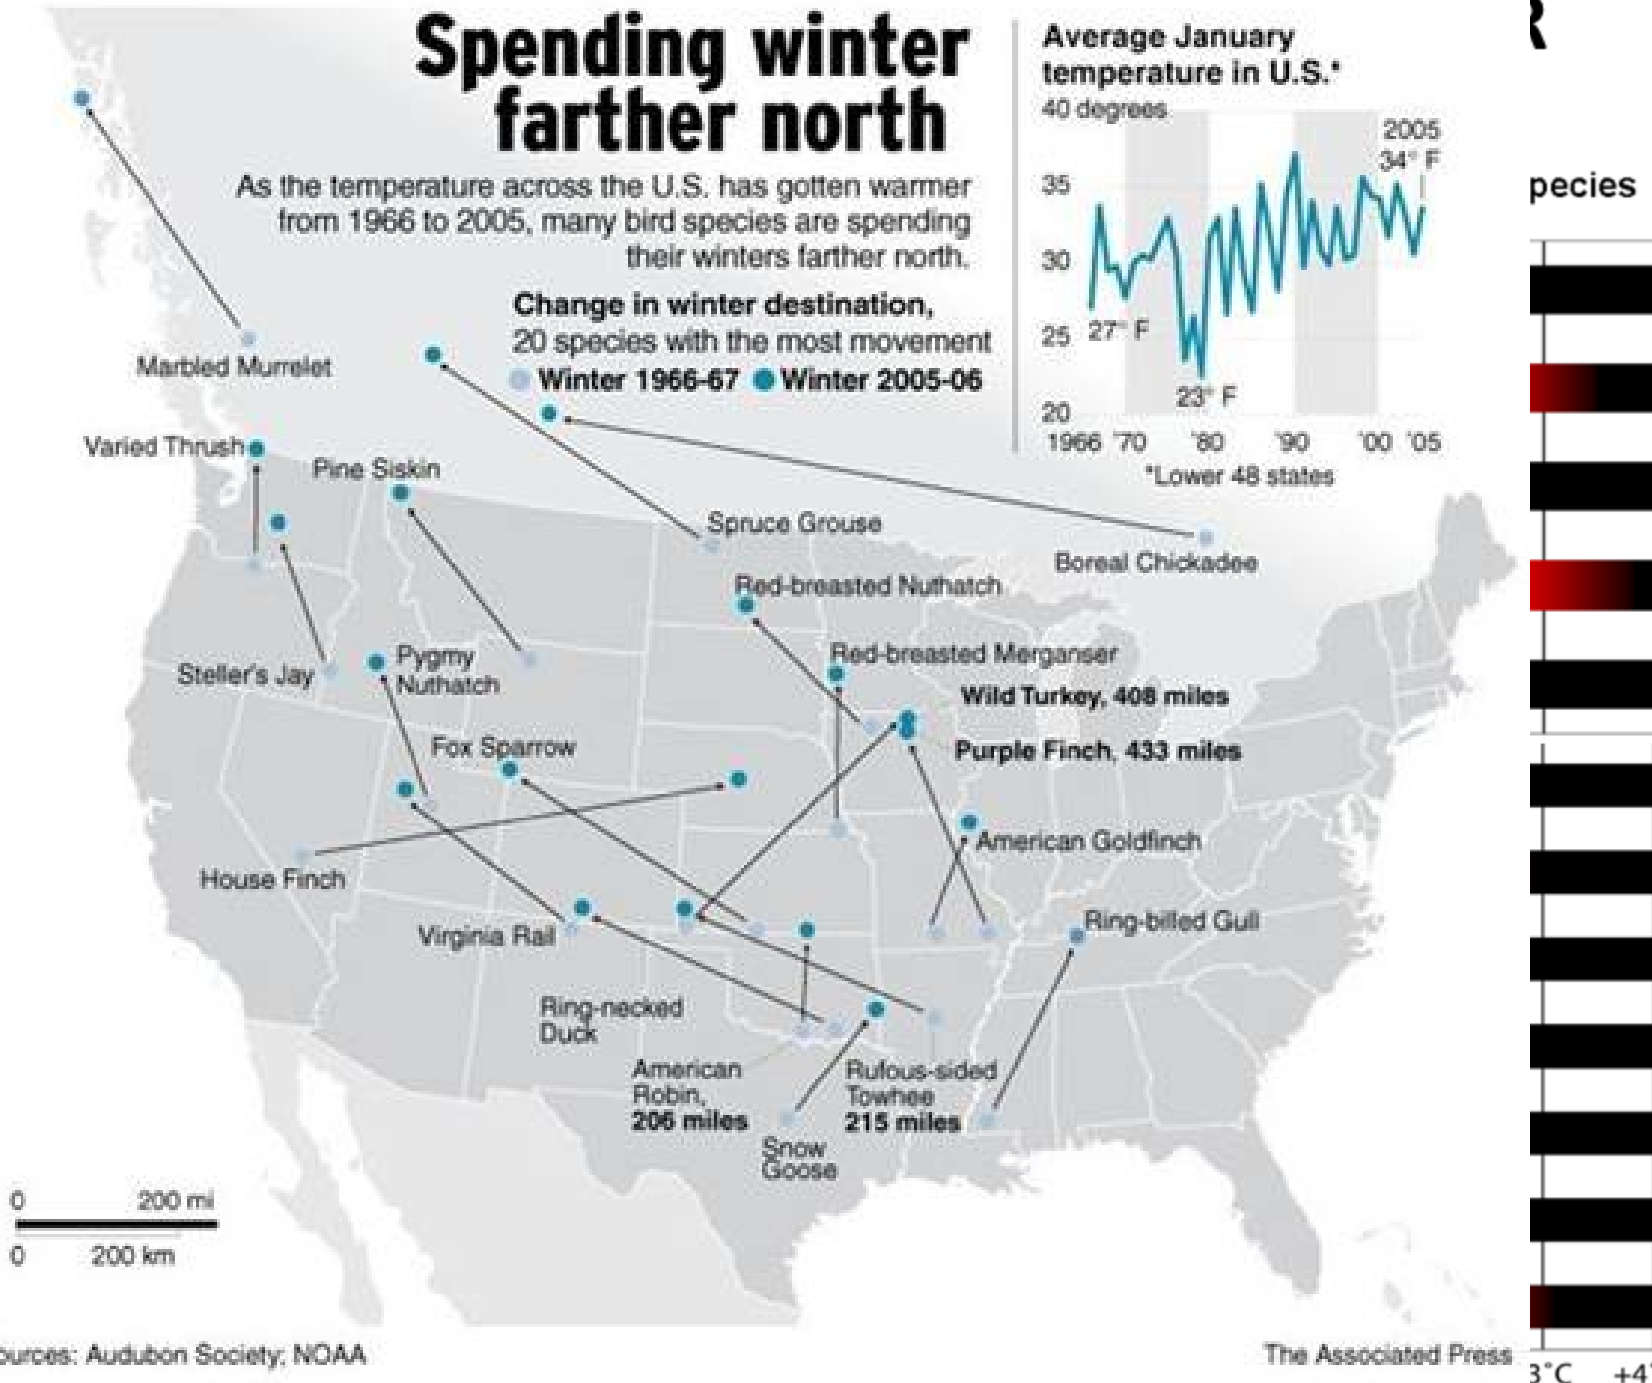 Spending winter
farther north
As the temperature across the U.S. has gotten warmer
from 1966 to 2005, many bird species are spending
their winters farther north.
Change in winter destination,
20 species with the most movement
Winter 1966-67 Winter 2005-06
Average January
temperature in U.S.*
40 degrees
2005
34° F
35
30
27° F
25
23° F
20
1966 '70 '80 '90 '00 '05
*Lower 48 states
Marbled Murrelet
Varied Thrush
Pine Siskin
Spruce Grouse
Boreal Chickadee
Red-breasted Nuthatch
Steller's Jay
Pygmy
Nuthatch
Red-breasted Merganser
Wild Turkey, 408 miles
Purple Finch, 433 miles
Fox Sparrow
American Goldfinch
House Finch
Virginia Rail
Ring-billed Gull
Ring-necked
Duck
American
Robin,
206 miles
Rufous-sided
Towhee
215 miles
Snow
Goose
0 200 mi
0 200 km
ources: Audubon Society; NOAA
The Associated Press
R
pecies
3°C +4